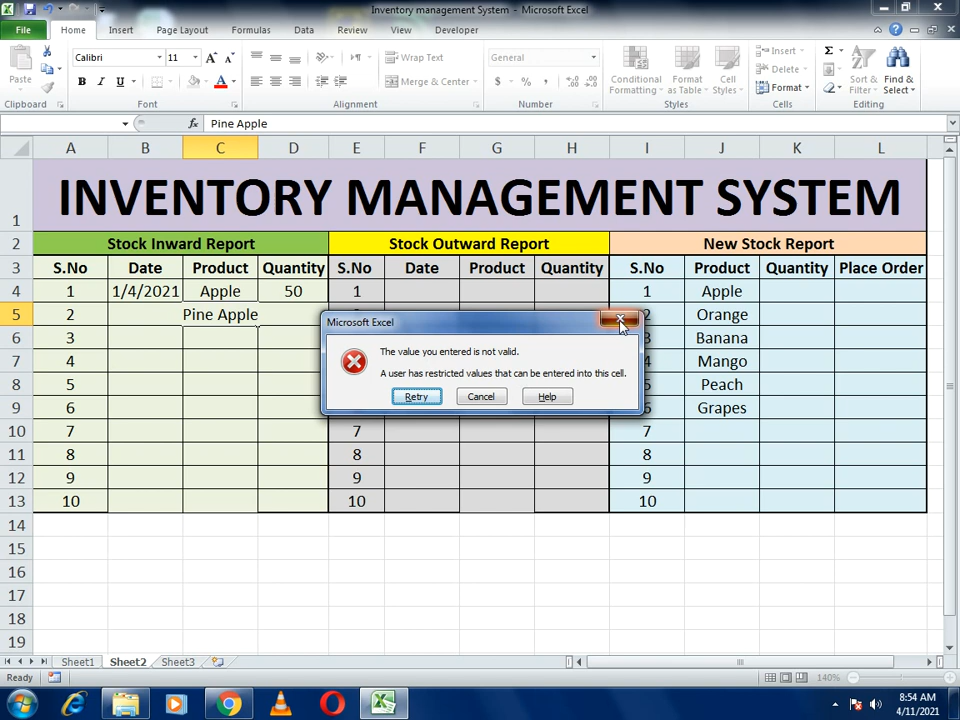 Inventory management System - Microsoft Excel
File Home Insert Page Layout Formulas Data Review View Developer
Paste
Clipboard
Calibri 11
B I U
Font
Wrap Text
Merge & Center
Alignment
General
$ % ,
Number
Conditional Formatting
Format as Table
Cell Styles
Styles
Insert
Delete
Format
Cells
Sort & Filter
Find & Select
Editing
fx Pine Apple
A B C D E F G H I J K L
1 INVENTORY MANAGEMENT SYSTEM
2 Stock Inward Report Stock Outward Report New Stock Report
3 S.No Date Product Quantity S.No Date Product Quantity S.No Product Quantity Place Order
4 1 1/4/2021 Apple 50 1 1 Apple
5 2 Pine Apple 2 Orange
6 3 Banana
7 4 4 Mango
8 5 Peach
9 6 6 Grapes
10 7 7 7
11 8 8 8
12 9 9 9
13 10 10 10
14
15
16
17
18
19
Microsoft Excel
The value you entered is not valid.
A user has restricted values that can be entered into this cell.
Retry Cancel Help
Sheet1 Sheet2 Sheet3
Ready 140%
8:54 AM
4/11/2021